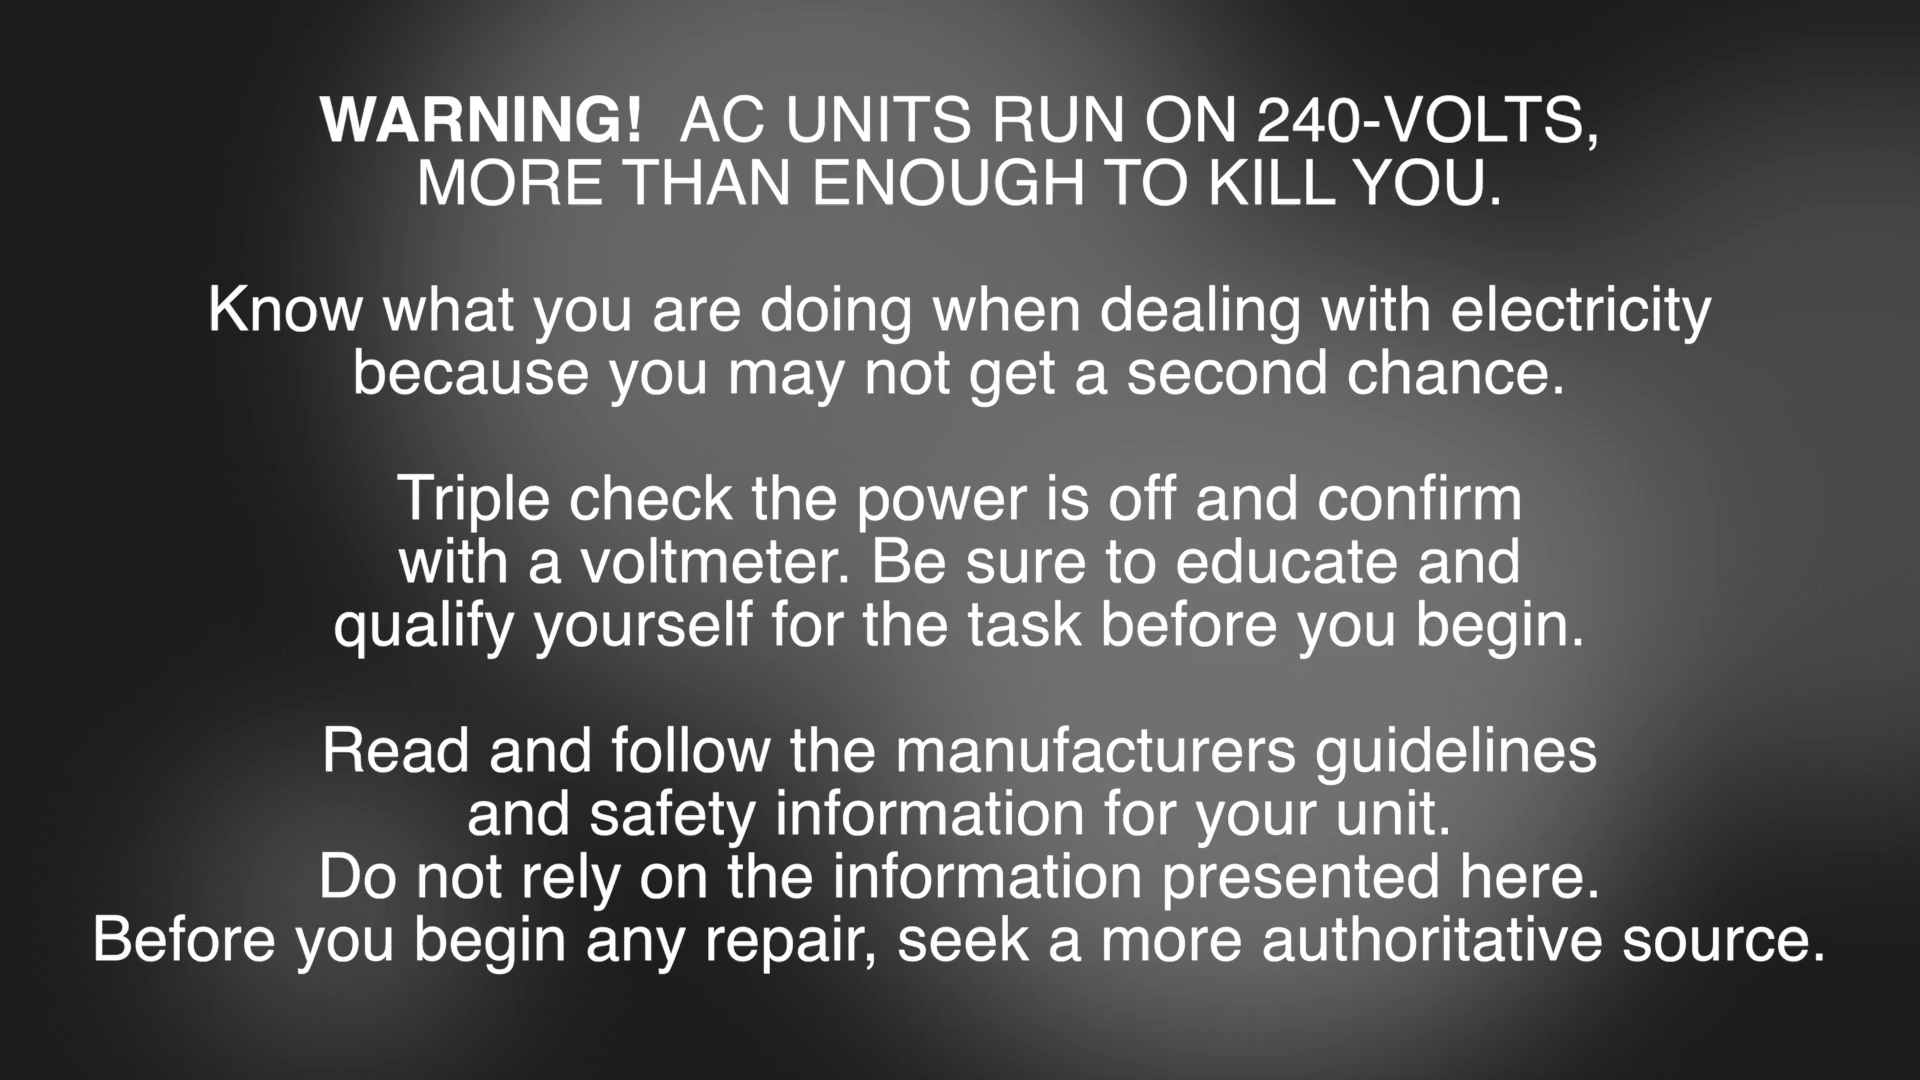 WARNING!  AC UNITS RUN ON 240-VOLTS,
MORE THAN ENOUGH TO KILL YOU.
Know what you are doing when dealing with electricity
because you may not get a second chance.
Triple check the power is off and confirm
with a voltmeter. Be sure to educate and
qualify yourself for the task before you begin.
Read and follow the manufacturers guidelines
and safety information for your unit.
Do not rely on the information presented here.
Before you begin any repair, seek a more authoritative source.